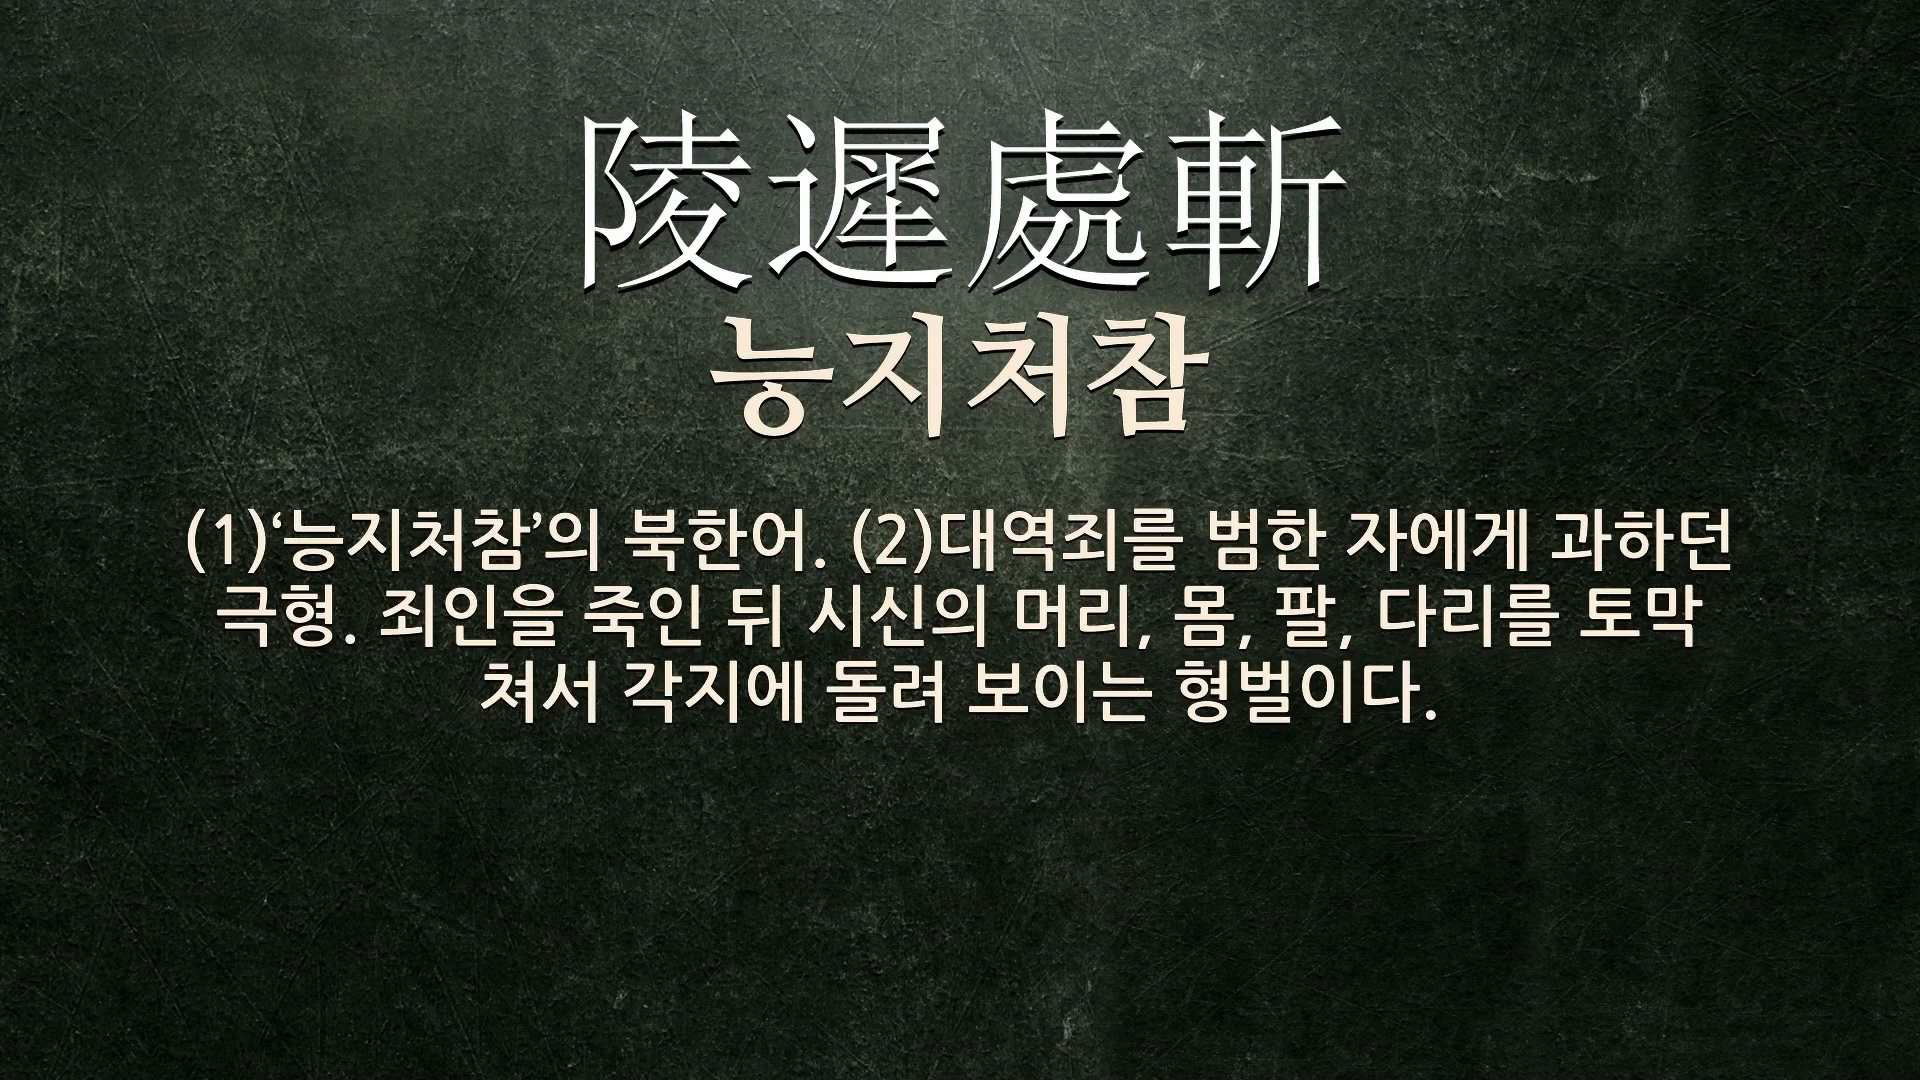 陵遲處斬
능지처참
(1)‘능지처참’의 북한어. (2)대역죄를 범한 자에게 과하던
극형. 죄인을 죽인 뒤 시신의 머리, 몸, 팔, 다리를 토막
쳐서 각지에 돌려 보이는 형벌이다.